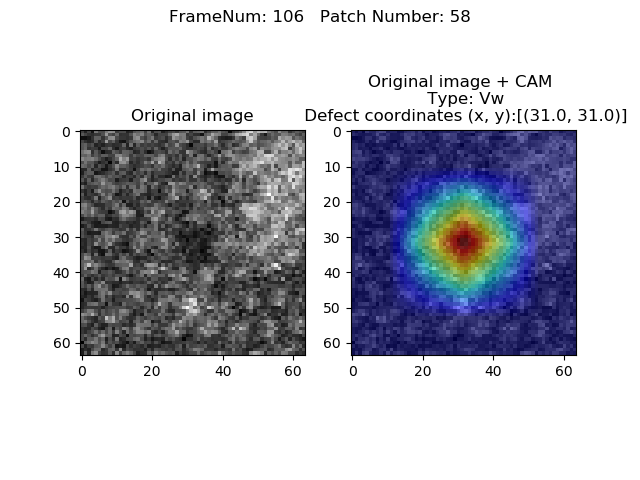 FrameNum: 106   Patch Number: 58
Original image
Original image + CAM
Type: Vw
Defect coordinates (x, y):[(31.0, 31.0)]
0
10
20
30
40
50
60
0 20 40 60
0
10
20
30
40
50
60
0 20 40 60